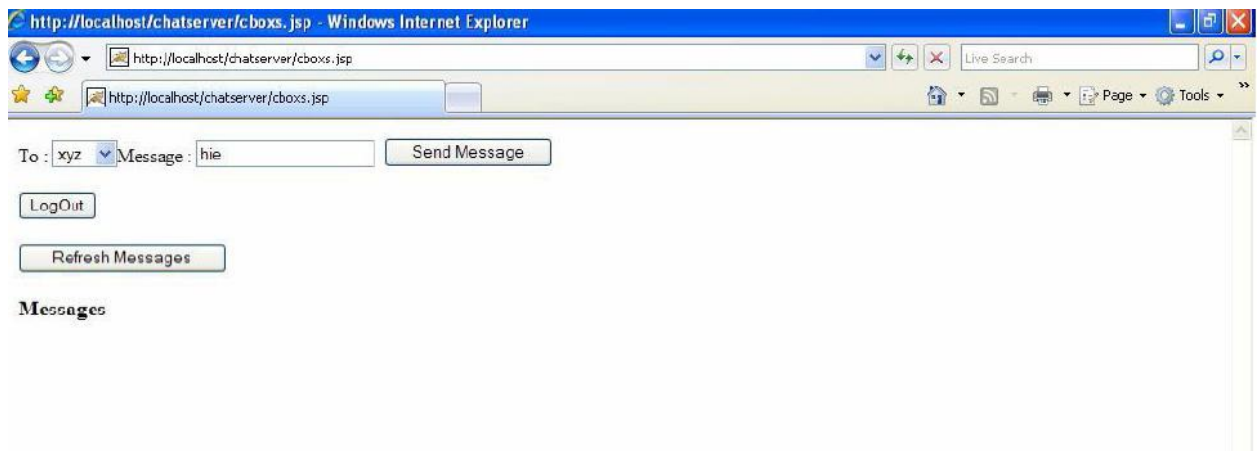 http://localhost/chatserver/cboxs.jsp - Windows Internet Explorer
http://localhost/chatserver/cboxs.jsp Live Search
http://localhost/chatserver/cboxs.jsp Page Tools »
To : xyz Message : hie Send Message
LogOut
Refresh Messages
Messages